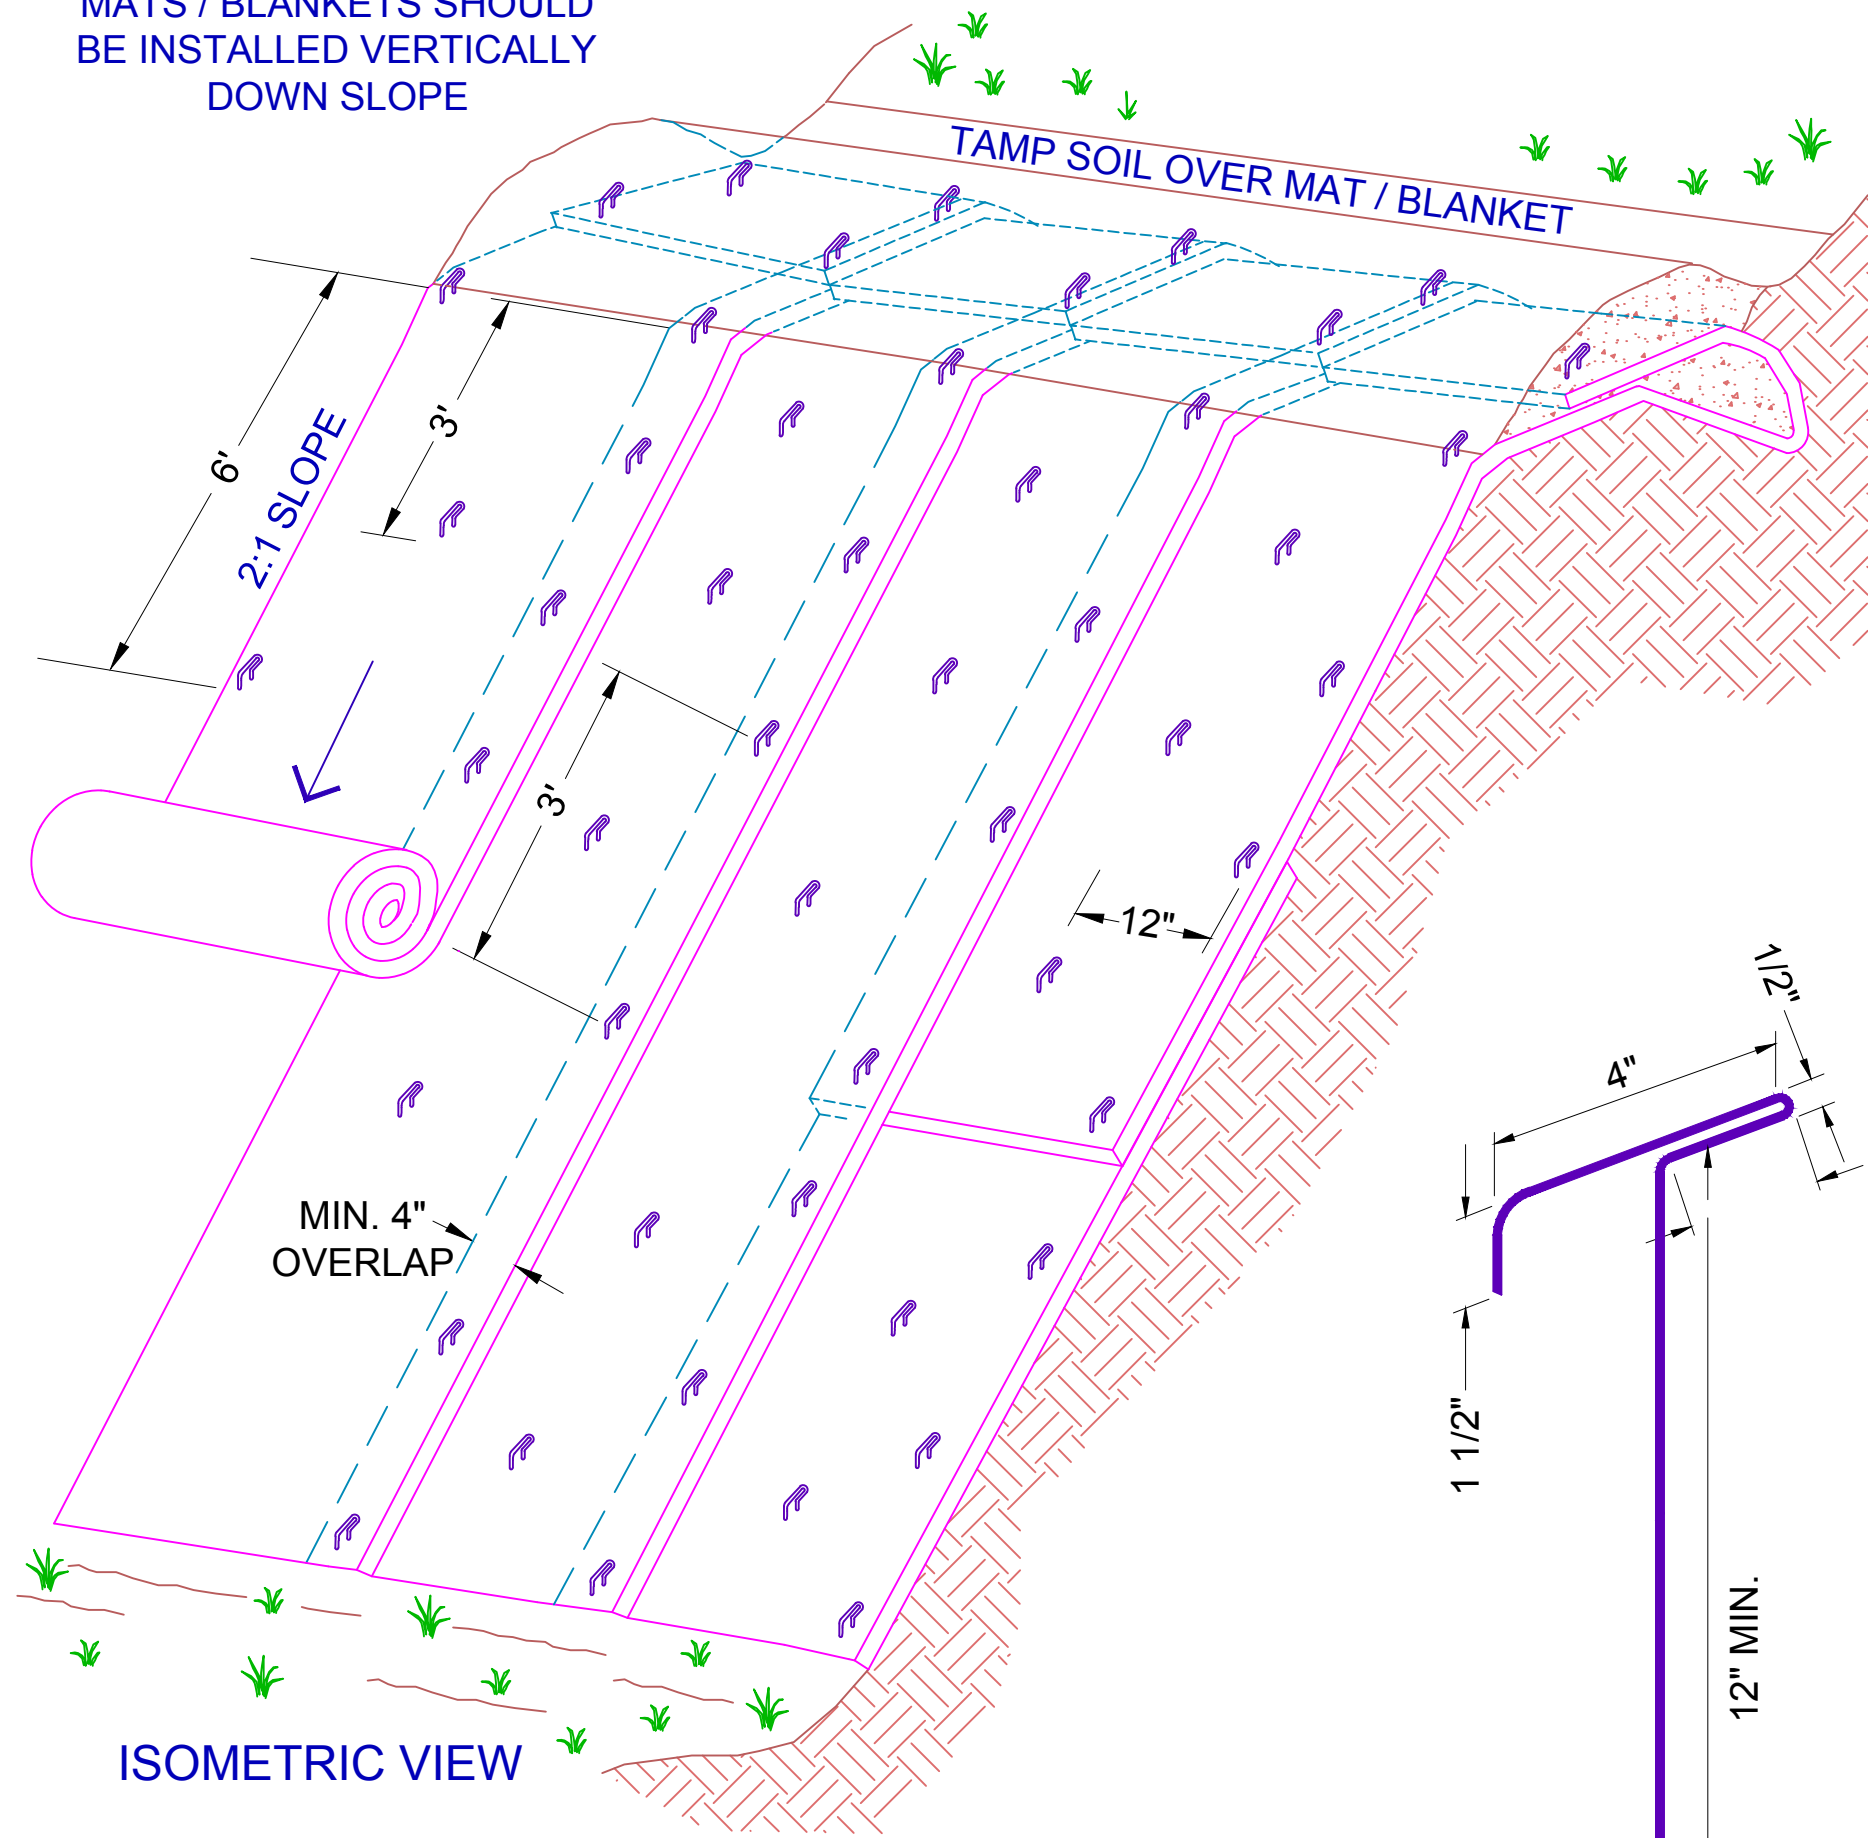 MATS / BLANKETS SHOULD
BE INSTALLED VERTICALLY
DOWN SLOPE
TAMP SOIL OVER MAT / BLANKET
6'
3'
2:1 SLOPE
3'
12"
MIN. 4"
OVERLAP
1/2"
4"
1 1/2"
12" MIN.
ISOMETRIC VIEW